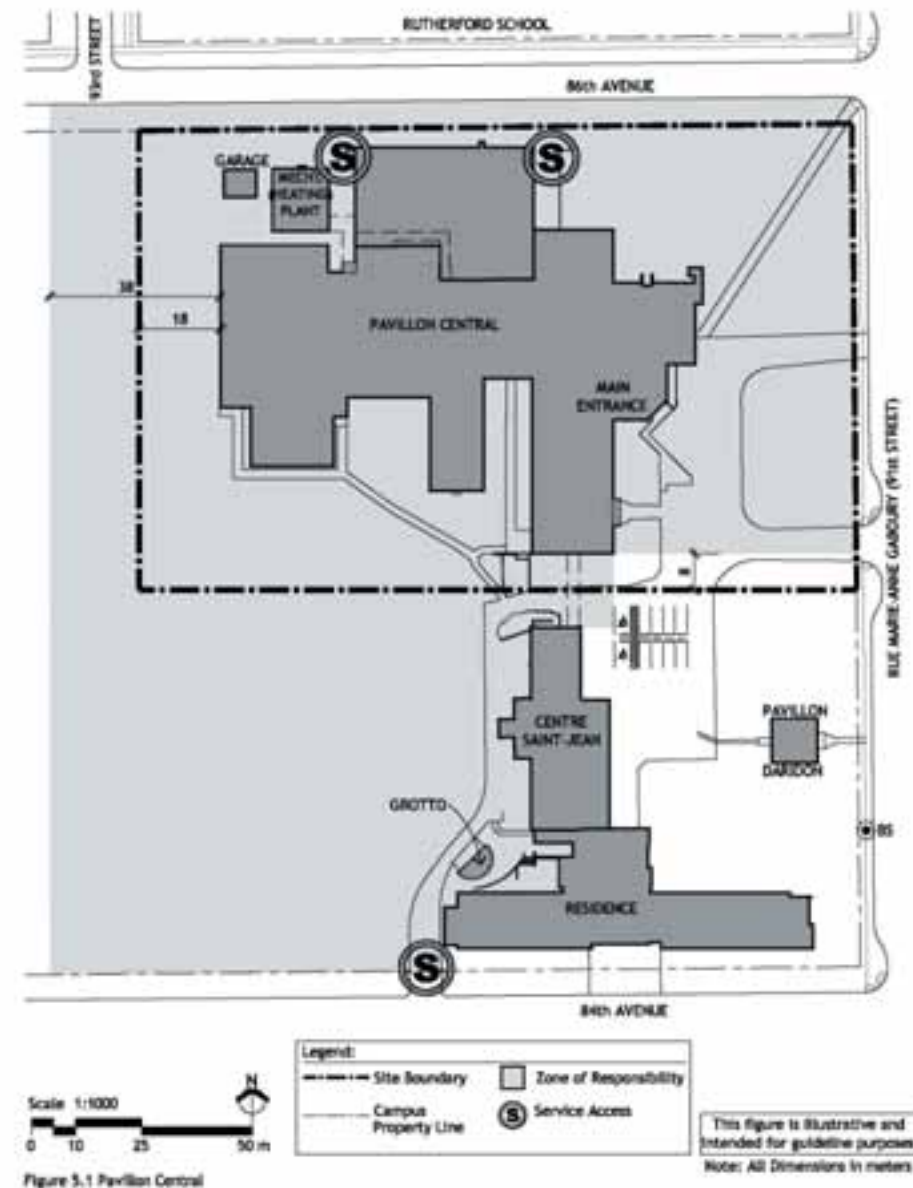 RUTHERFORD SCHOOL
93rd STREET
86th AVENUE
GARAGE
S
S
MECH'L
HEATING
PLANT
38
18
PAVILLON CENTRAL
MAIN
ENTRANCE
RUE MARIE-ANNE GABOURY (91st STREET)
8
PAVILLON
DARIDON
CENTRE
SAINT-JEAN
GROTTO
BS
RESIDENCE
S
84th AVENUE
Legend:
Site Boundary
Zone of Responsibility
Campus
Property Line
S
Service Access
N
Scale 1:1000
0 10 25 50 m
This figure is illustrative and
intended for guideline purposes
Note: All Dimensions in meters
Figure 5.1 Pavillon Central